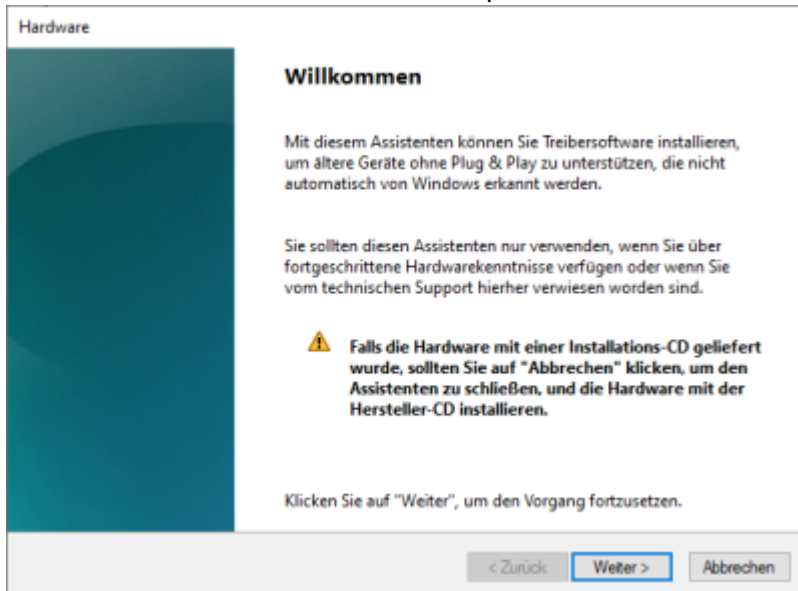 Hardware
Willkommen
Mit diesem Assistenten können Sie Treibersoftware installieren,
um ältere Geräte ohne Plug & Play zu unterstützen, die nicht
automatisch von Windows erkannt werden.
Sie sollten diesen Assistenten nur verwenden, wenn Sie über
fortgeschrittene Hardwarekenntnisse verfügen oder wenn Sie
vom technischen Support hierher verwiesen worden sind.
Falls die Hardware mit einer Installations-CD geliefert
wurde, sollten Sie auf "Abbrechen" klicken, um den
Assistenten zu schließen, und die Hardware mit der
Hersteller-CD installieren.
Klicken Sie auf "Weiter", um den Vorgang fortzusetzen.
< Zurück Weiter > Abbrechen